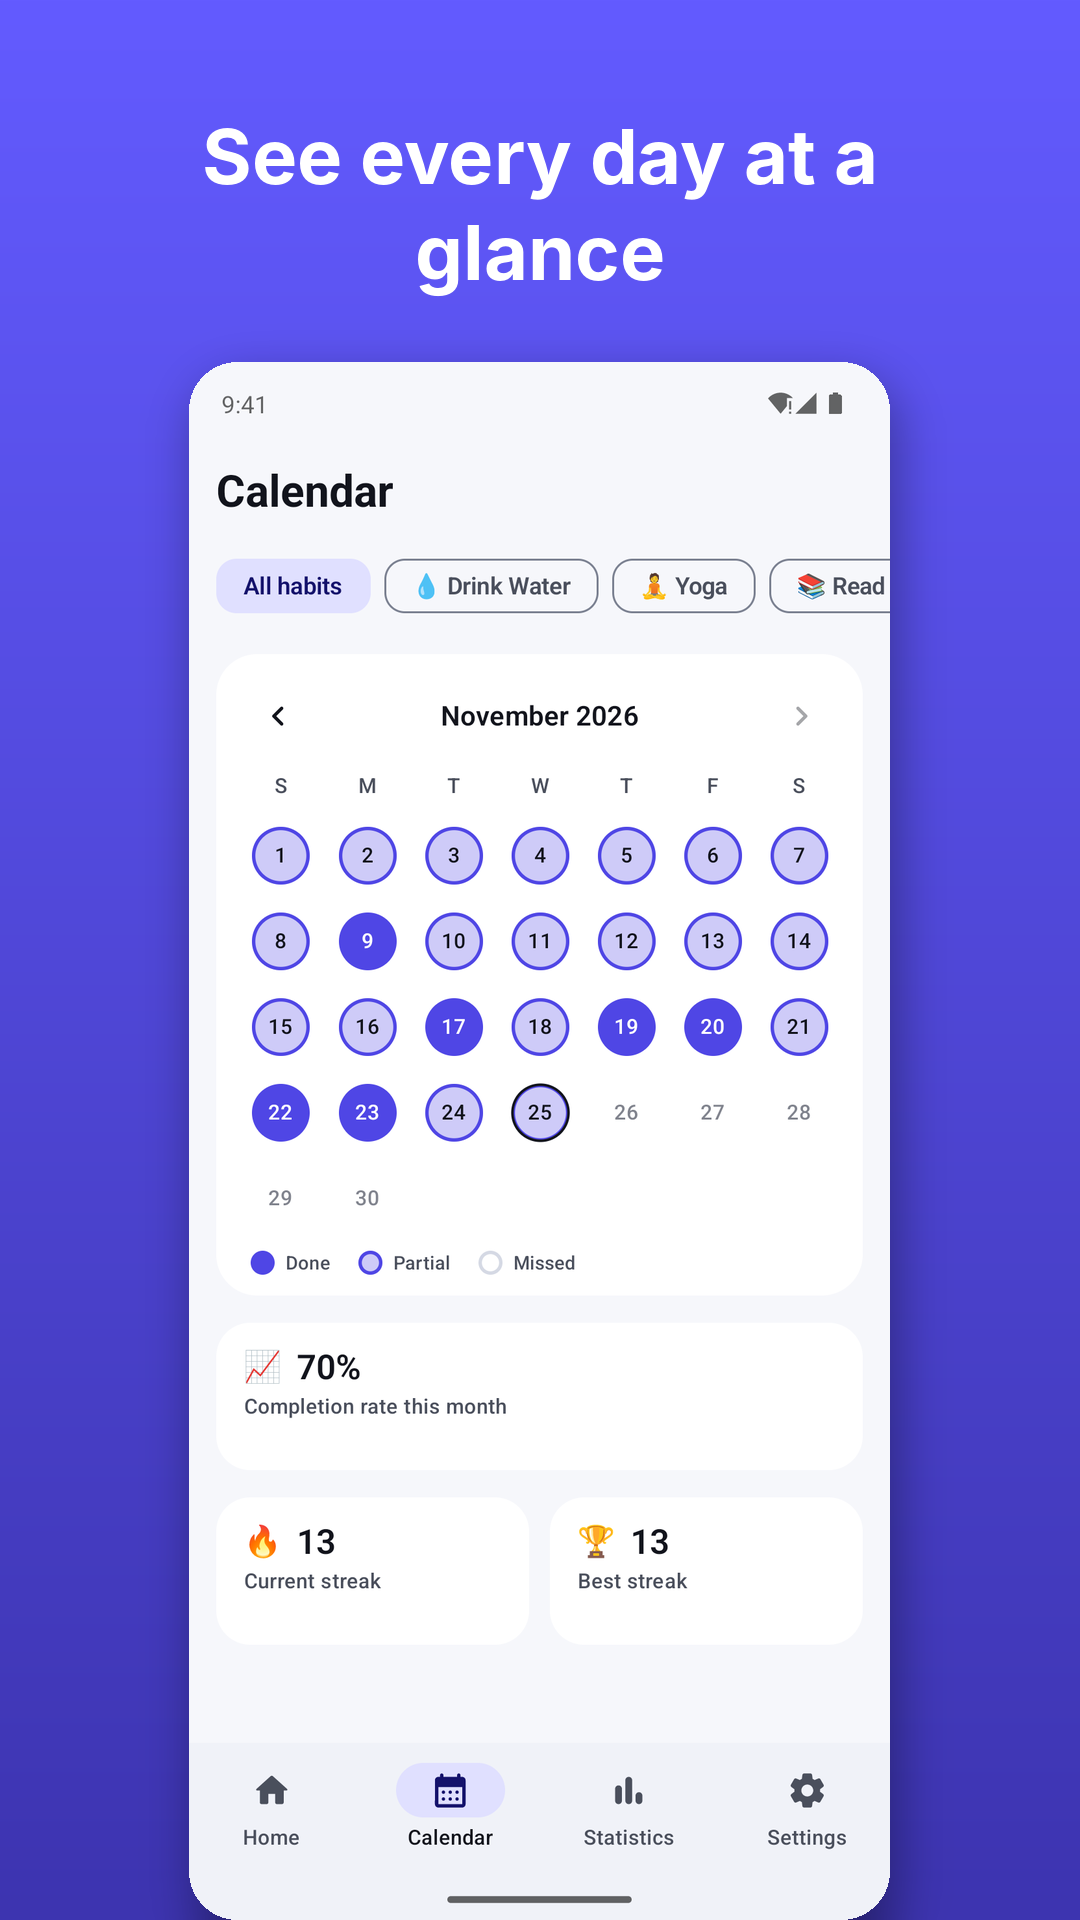 See every day at a
glance
9:41
Calendar
All habits
Drink Water
Yoga
Read
November 2026
S M T W T F S
1 2 3 4 5 6 7
8 9 10 11 12 13 14
15 16 17 18 19 20 21
22 23 24 25 26 27 28
29 30
Done Partial Missed
70%
Completion rate this month
13
Current streak
13
Best streak
Home Calendar Statistics Settings